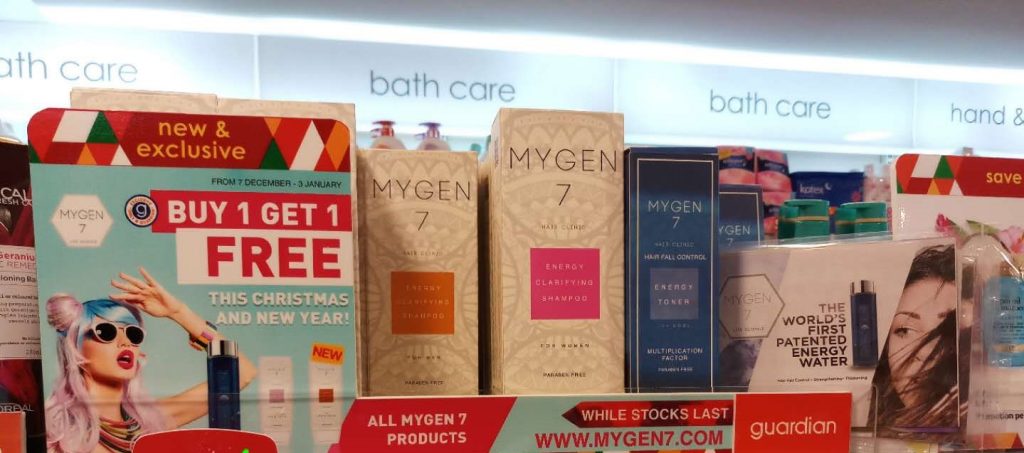 ath care
bath care
bath care
hand &
new &
exclusive
FROM 7 DECEMBER - 3 JANUARY
MYGEN
7
BUY 1 GET 1
FREE
THIS CHRISTMAS
AND NEW YEAR!
NEW
MYGEN
7
HAIR CLINIC
ENERGY
CLARIFYING
SHAMPOO
FOR MEN
PARABEN FREE
MYGEN
7
HAIR CLINIC
ENERGY
CLARIFYING
SHAMPOO
FOR WOMEN
PARABEN FREE
MYGEN
7
HAIR CLINIC
HAIR FALL CONTROL
ENERGY
TONER
MULTIPLICATION
FACTOR
PARABEN FREE
kotex
MYGEN
7
THE
WORLD'S
FIRST
PATENTED
ENERGY
WATER
save
ALL MYGEN 7
PRODUCTS
WHILE STOCKS LAST
WWW.MYGEN7.COM
guardian